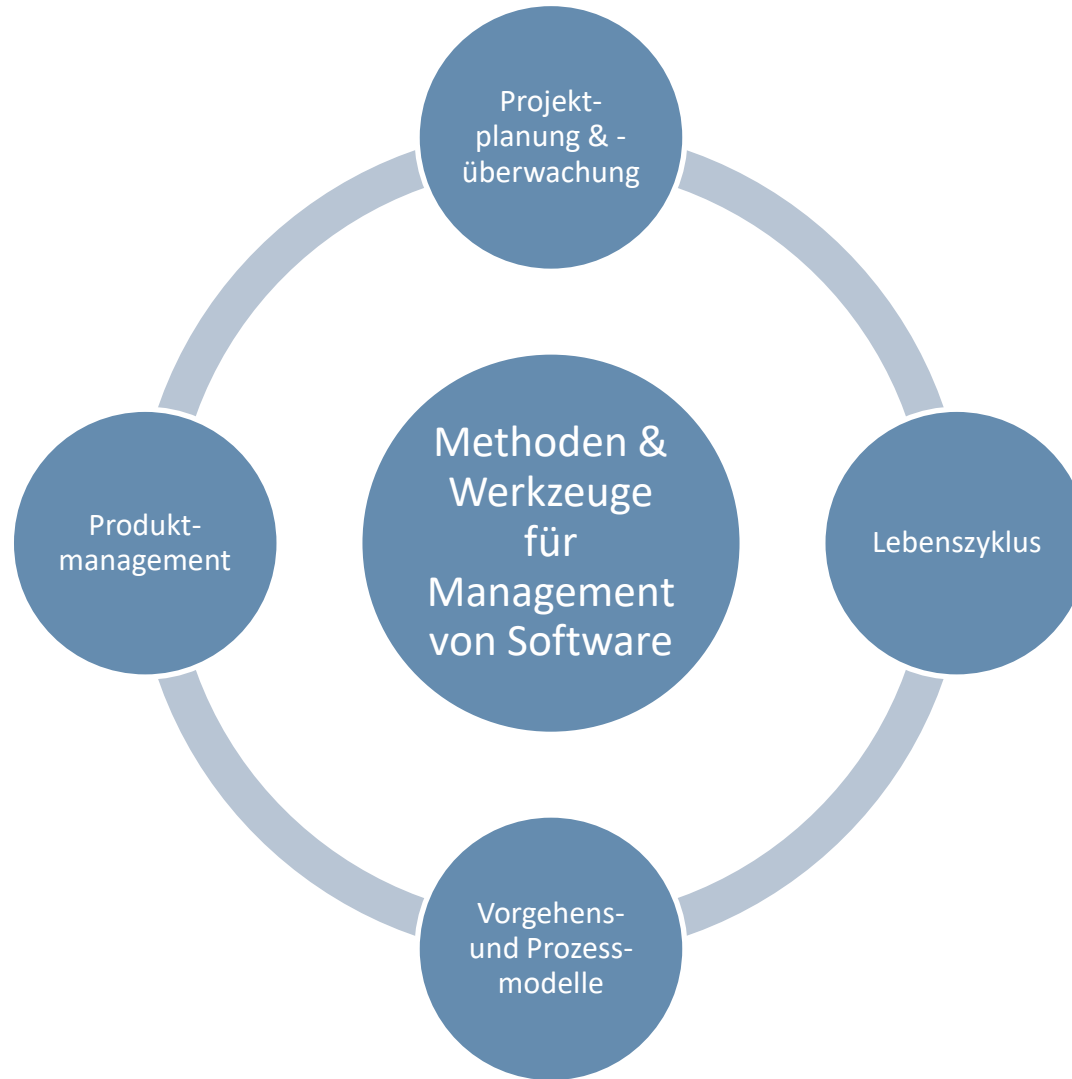 Projekt-
planung & -
überwachung
Methoden &
Werkzeuge
für
Management
von Software
Produkt-
management
Lebenszyklus
Vorgehens-
und Prozess-
modelle